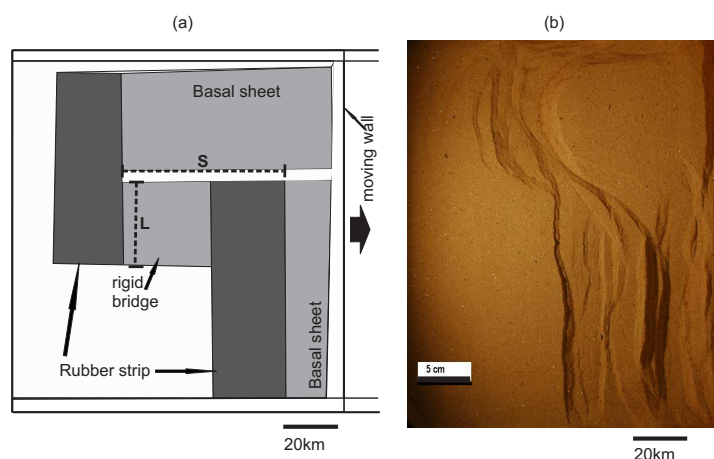 (a)
(b)
Basal sheet
S
moving wall
L
rigid
bridge
Basal sheet
Rubber strip
5 cm
20km
20km